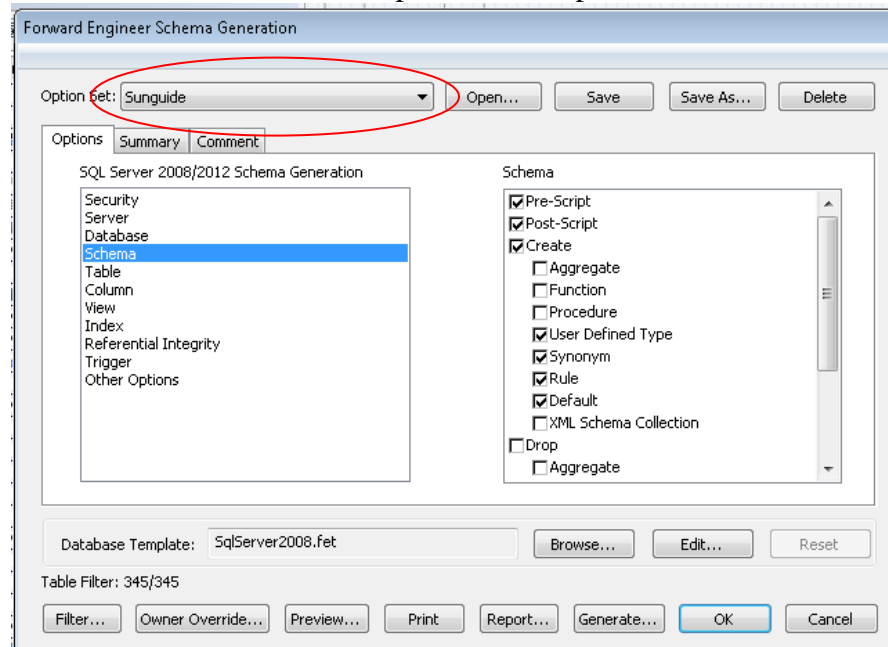 Forward Engineer Schema Generation
Option Set: Sunguide Open... Save Save As... Delete
Options Summary Comment
SQL Server 2008/2012 Schema Generation
Security
Server
Database
Schema
Table
Column
View
Index
Referential Integrity
Trigger
Other Options
Schema
Pre-Script
Post-Script
Create
Aggregate
Function
Procedure
User Defined Type
Synonym
Rule
Default
XML Schema Collection
Drop
Aggregate
Database Template: SqlServer2008.fet Browse... Edit... Reset
Table Filter: 345/345
Filter... Owner Override... Preview... Print Report... Generate... OK Cancel